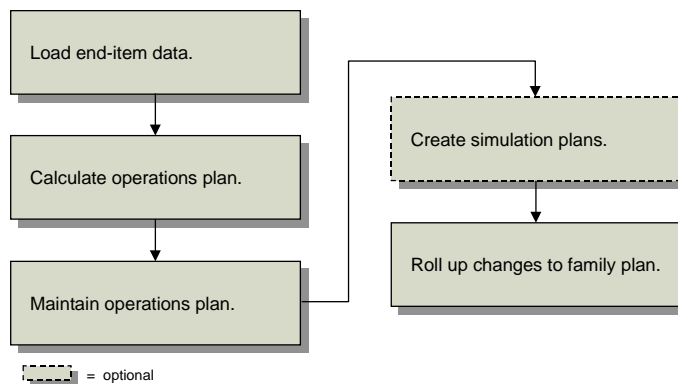 Load end-item data.
Calculate operations plan.
Maintain operations plan.
Create simulation plans.
Roll up changes to family plan.
= optional